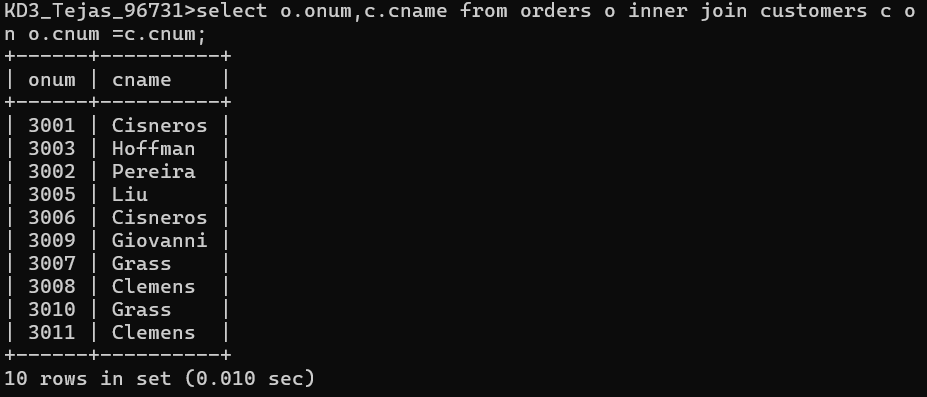 KD3_Tejas_96731>select o.onum,c.cname from orders o inner join customers c o
n o.cnum =c.cnum;
+------+----------+
| onum | cname    |
+------+----------+
| 3001 | Cisneros |
| 3003 | Hoffman  |
| 3002 | Pereira  |
| 3005 | Liu      |
| 3006 | Cisneros |
| 3009 | Giovanni |
| 3007 | Grass    |
| 3008 | Clemens  |
| 3010 | Grass    |
| 3011 | Clemens  |
+------+----------+
10 rows in set (0.010 sec)